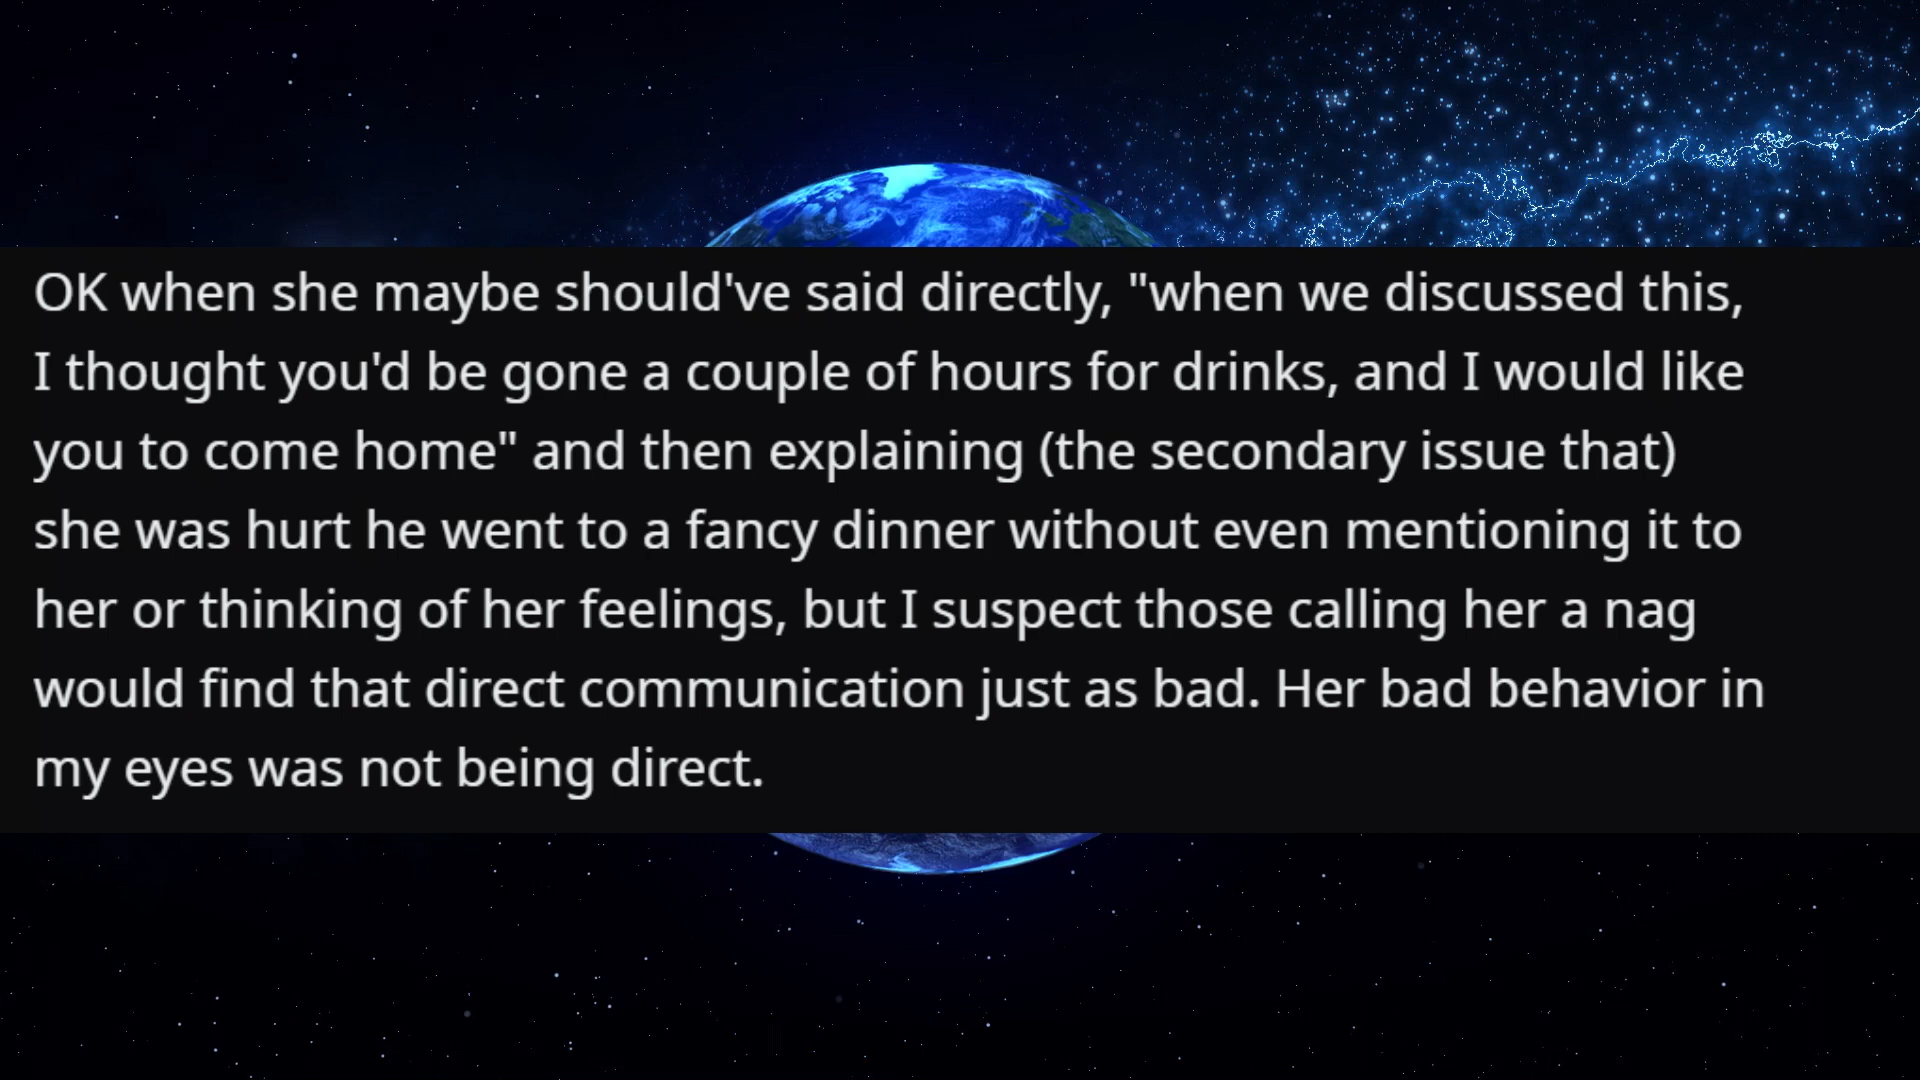 OK when she maybe should've said directly, "when we discussed this,
I thought you'd be gone a couple of hours for drinks, and I would like
you to come home" and then explaining (the secondary issue that)
she was hurt he went to a fancy dinner without even mentioning it to
her or thinking of her feelings, but I suspect those calling her a nag
would find that direct communication just as bad. Her bad behavior in
my eyes was not being direct.